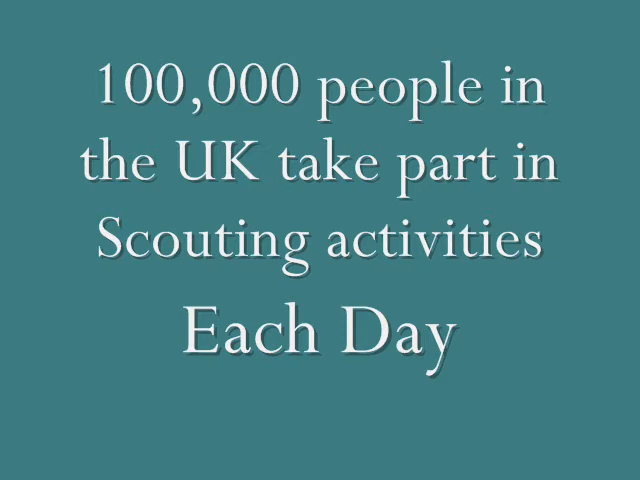 100,000 people in
the UK take part in
Scouting activities
Each Day